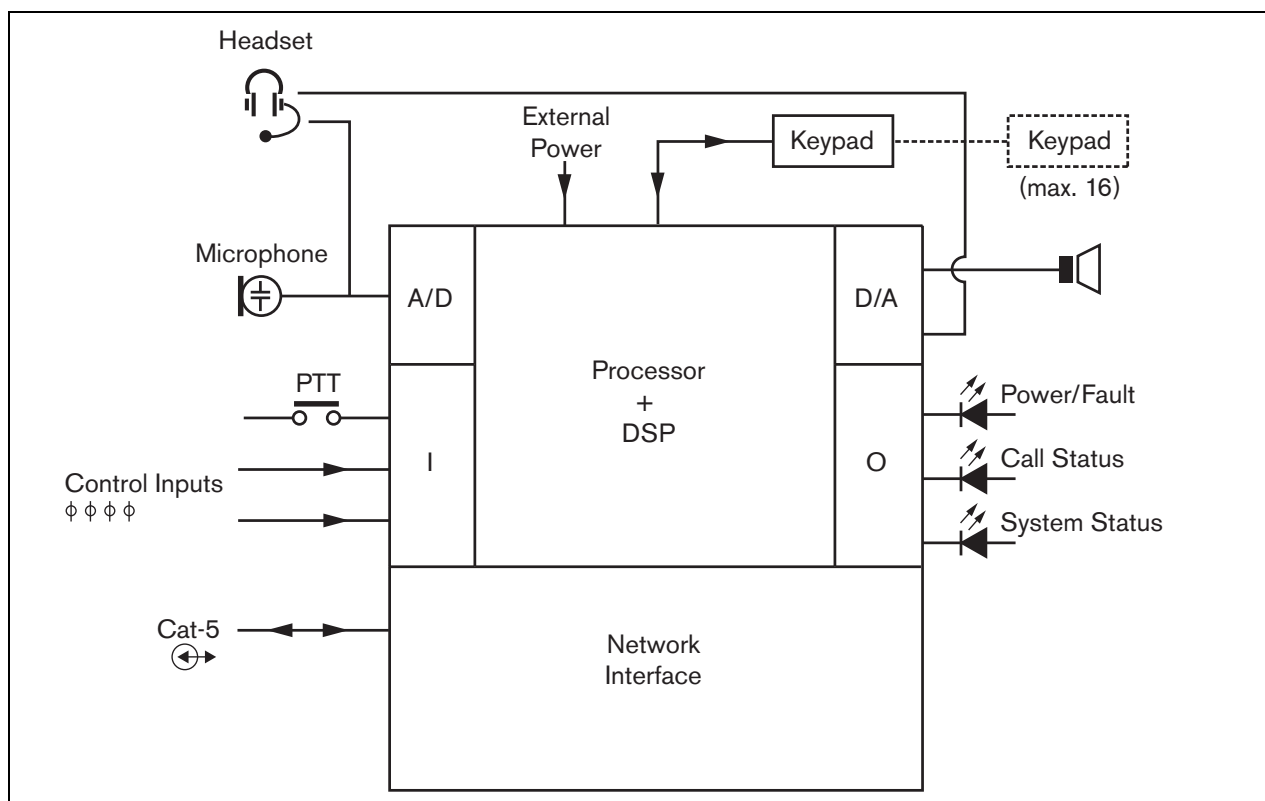 Headset
External
Power
Keypad
Keypad
(max. 16)
Microphone
A/D
D/A
PTT
Processor
+
DSP
Power/Fault
I
O
Call Status
Control Inputs
System Status
Cat-5
Network
Interface